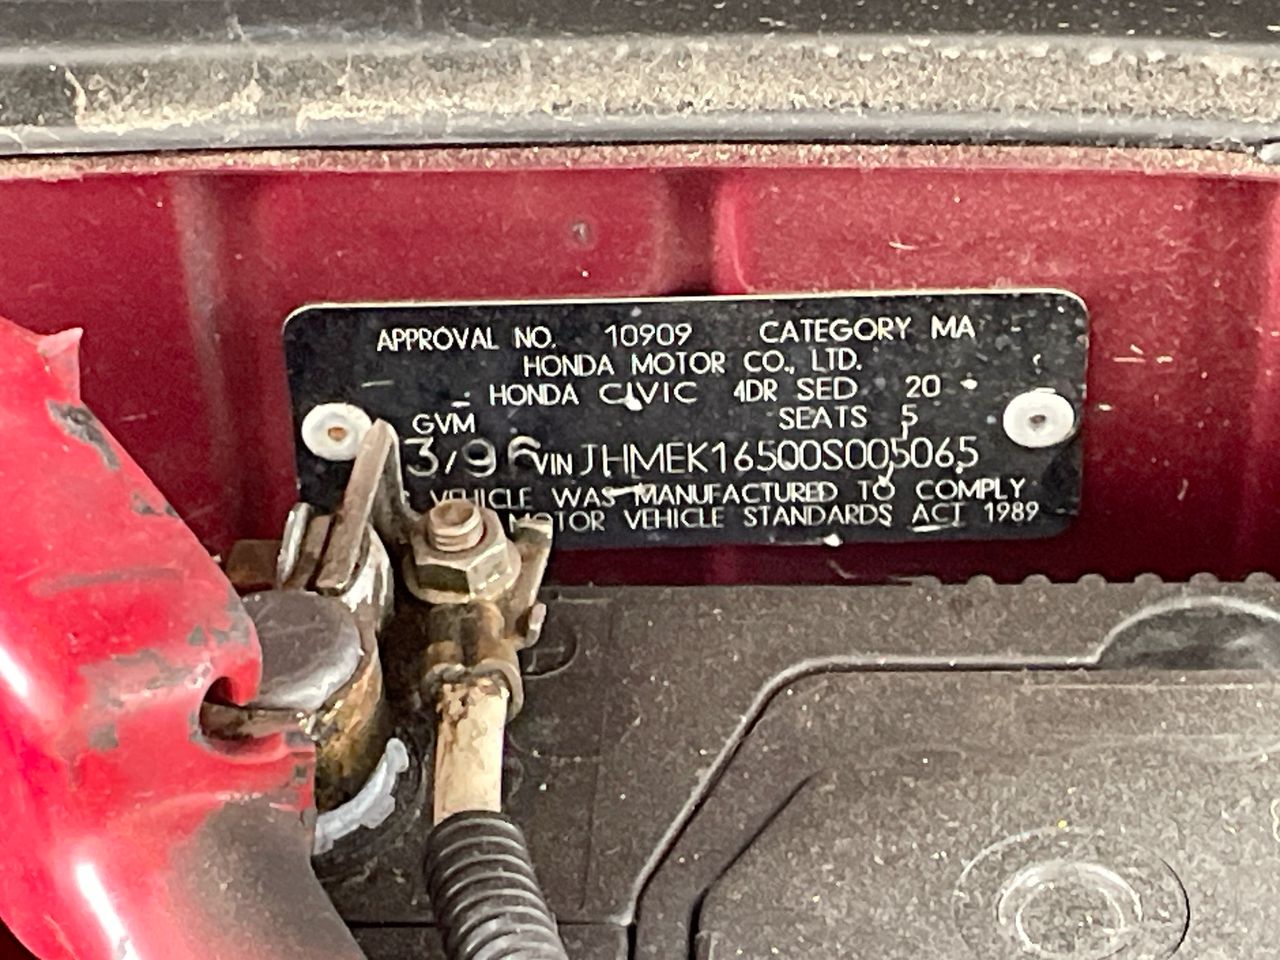 APPROVAL NO. 10909 CATEGORY MA
HONDA MOTOR CO., LTD.
HONDA CIVIC 4DR SED 20
GVM SEATS 5
3/96 VIN JHMEK16500S005065
VEHICLE WAS MANUFACTURED TO COMPLY
MOTOR VEHICLE STANDARDS ACT 1989